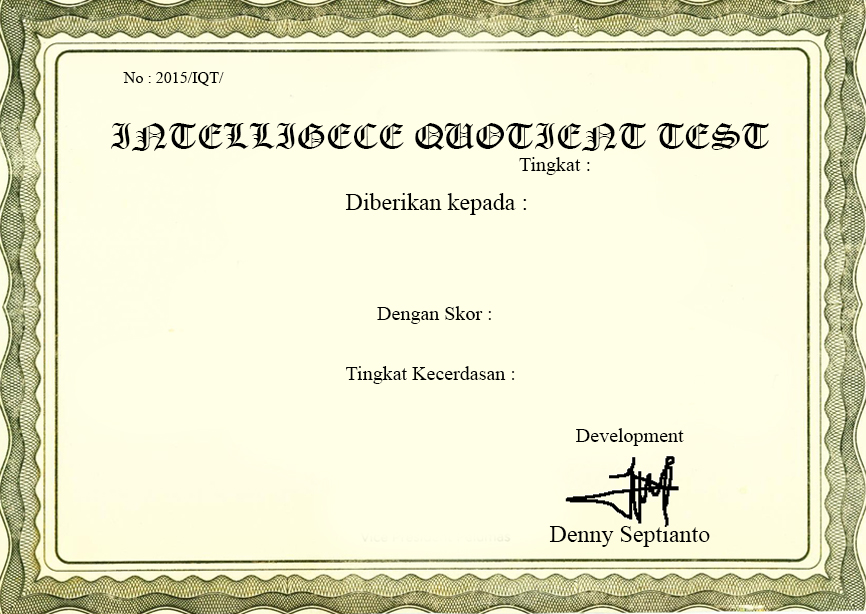 No : 2015/IQT/
INTELLIGECE QUOTIENT TEST
Tingkat :
Diberikan kepada :
Dengan Skor :
Tingkat Kecerdasan :
Development
Denny Septianto